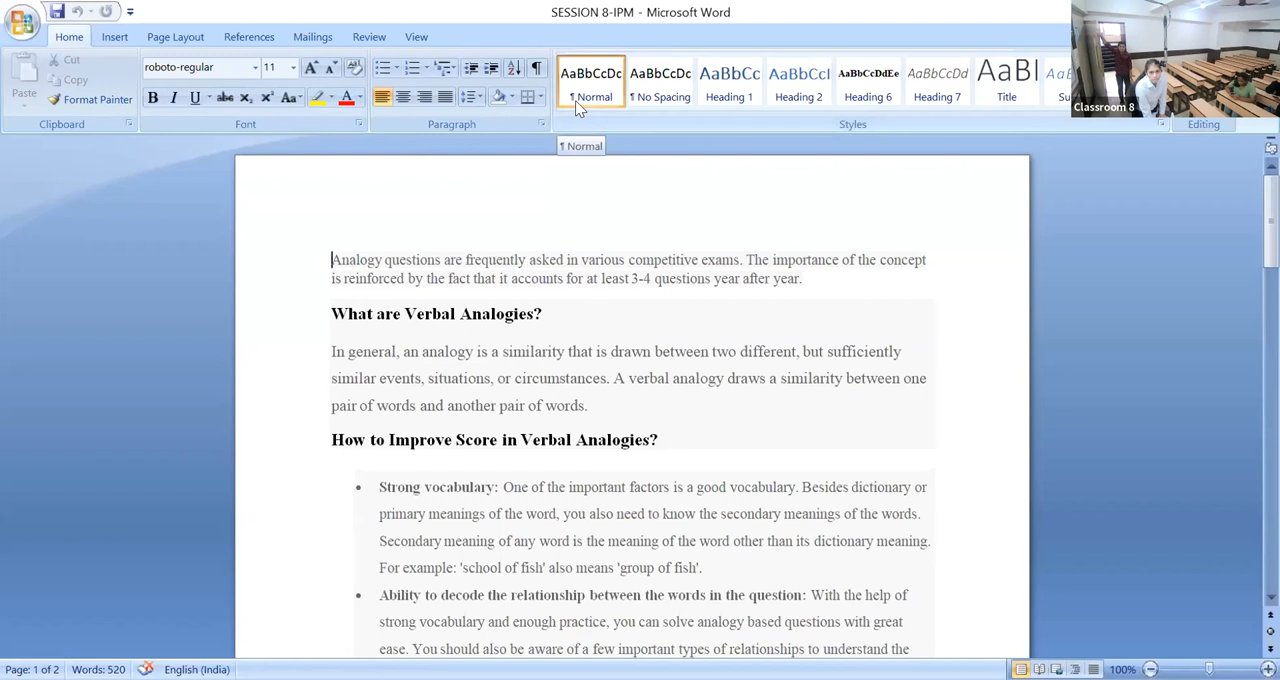 SESSION 8-IPM - Microsoft Word
Home Insert Page Layout References Mailings Review View
Paste
Cut
Copy
Format Painter
Clipboard
roboto-regular 11
Font
Paragraph
AaBbCcDc AaBbCcDc AaBbCc AaBbCcI AaBbCcDdEe AaBbCcDd AaBl
¶ Normal ¶ No Spacing Heading 1 Heading 2 Heading 6 Heading 7 Title Su
Styles
Editing
Classroom 8
¶ Normal
Analogy questions are frequently asked in various competitive exams. The importance of the concept
is reinforced by the fact that it accounts for at least 3-4 questions year after year.
What are Verbal Analogies?
In general, an analogy is a similarity that is drawn between two different, but sufficiently
similar events, situations, or circumstances. A verbal analogy draws a similarity between one
pair of words and another pair of words.
How to Improve Score in Verbal Analogies?
• Strong vocabulary: One of the important factors is a good vocabulary. Besides dictionary or
primary meanings of the word, you also need to know the secondary meanings of the words.
Secondary meaning of any word is the meaning of the word other than its dictionary meaning.
For example: 'school of fish' also means 'group of fish'.
• Ability to decode the relationship between the words in the question: With the help of
strong vocabulary and enough practice, you can solve analogy based questions with great
ease. You should also be aware of a few important types of relationships to understand the
Page: 1 of 2 Words: 520 English (India) 100%